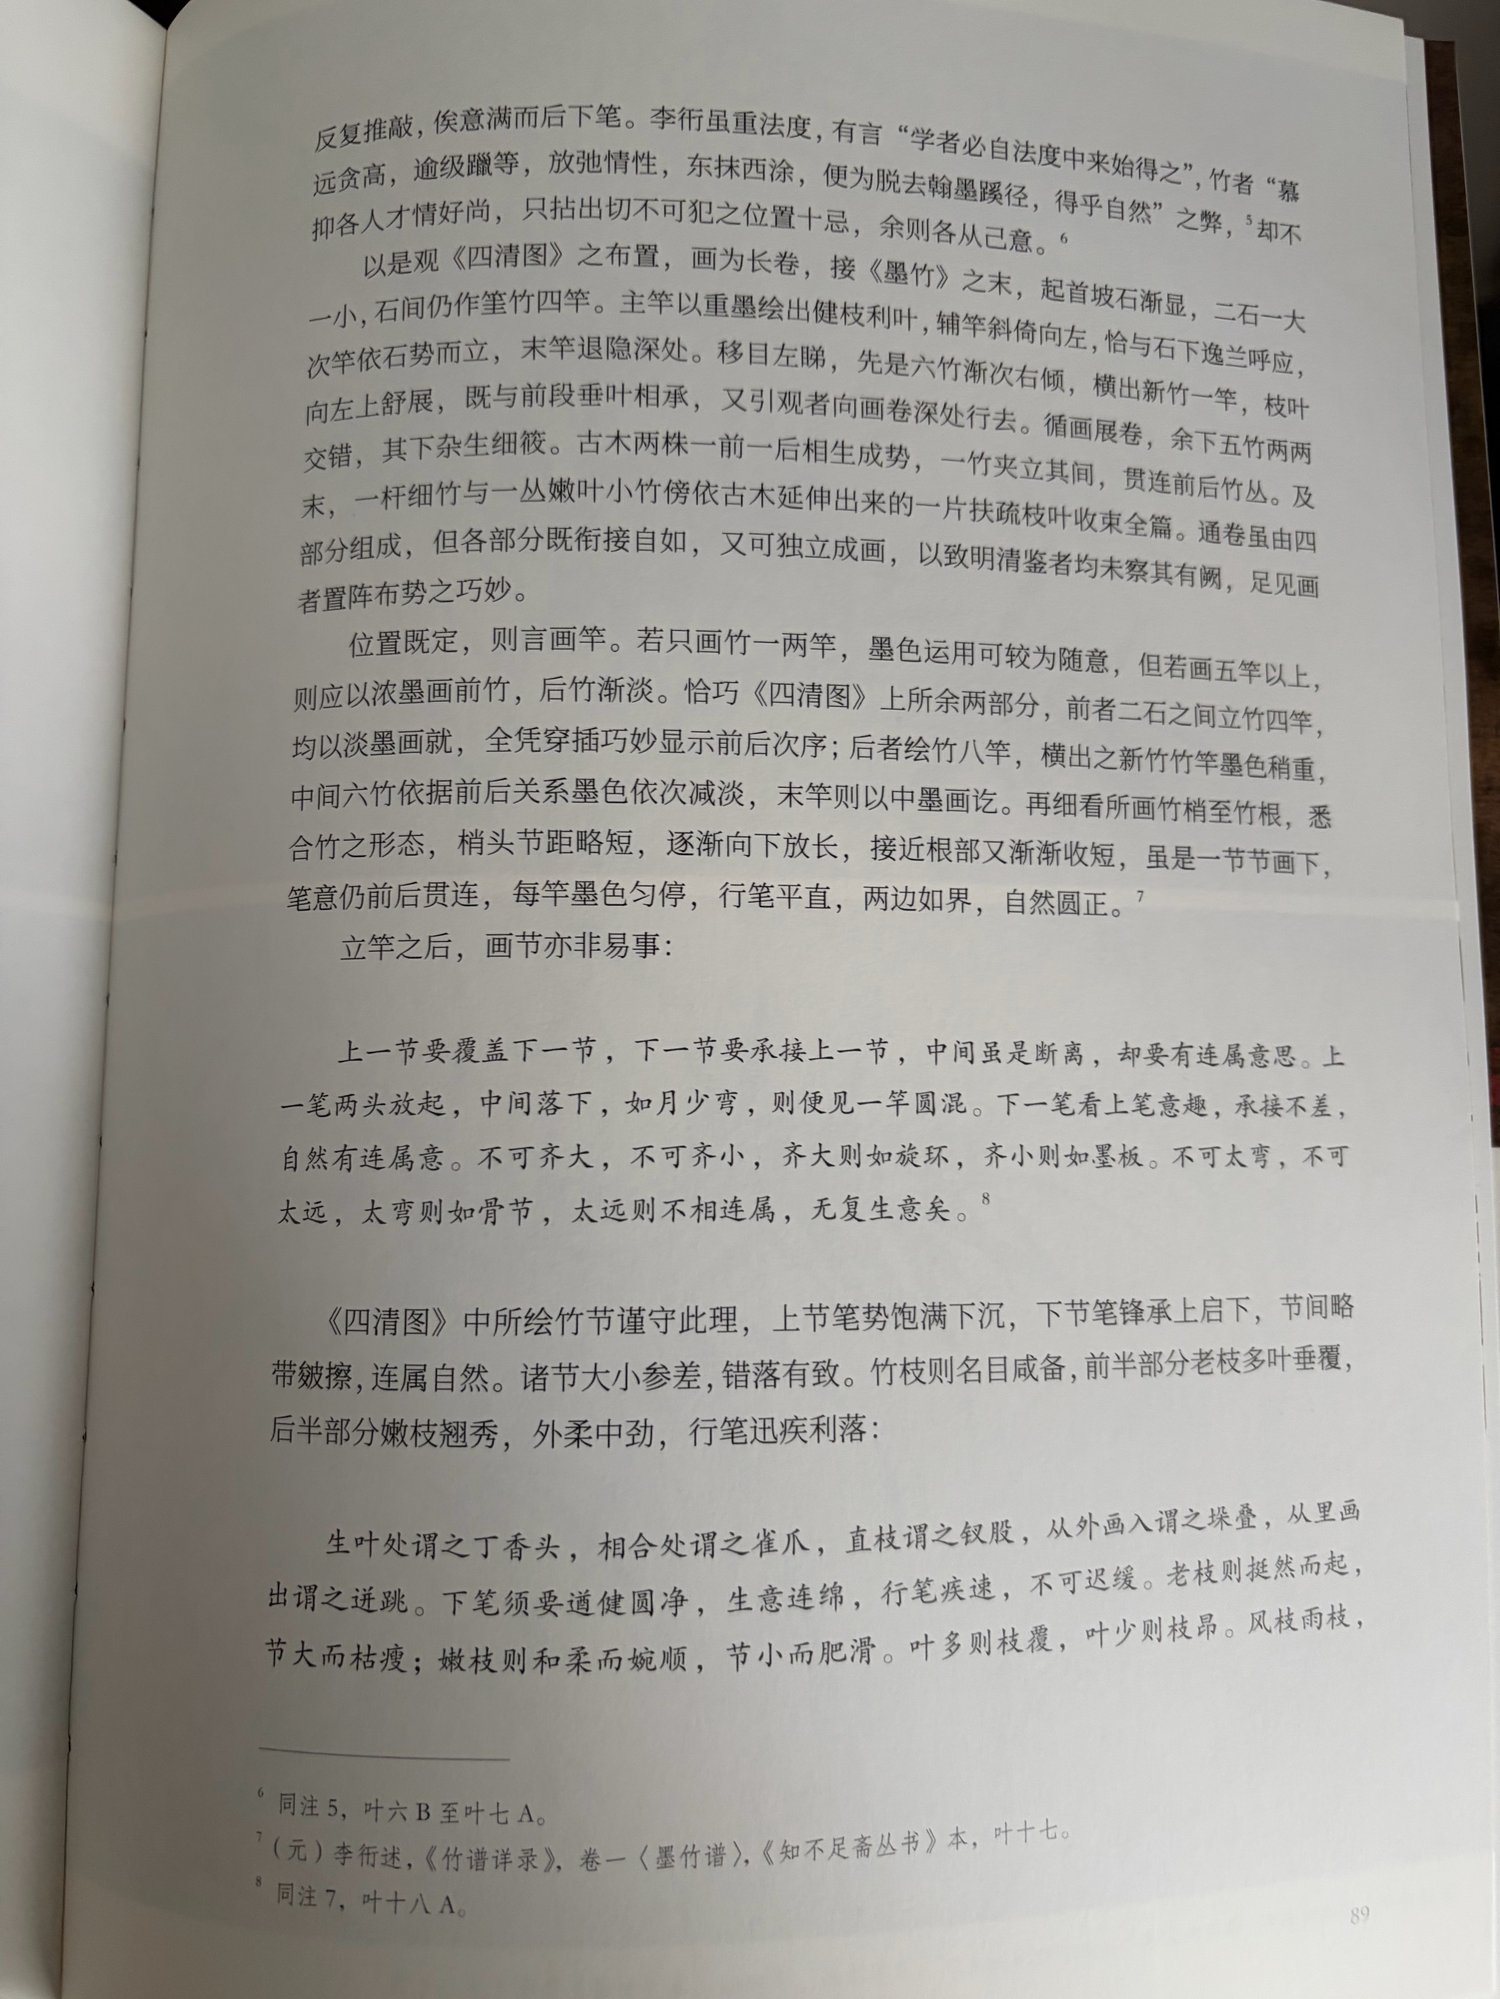 反复推敲，俟意满而后下笔。李衎虽重法度，有言“学者必自法度中来始得之”，竹者“慕
远贪高，逾级躐等，放弛情性，东抹西涂，便为脱去翰墨蹊径，得乎自然”之弊，⁵却不
抑各人才情好尚，只拈出切不可犯之位置十忌，余则各从己意。⁶
以是观《四清图》之布置，画为长卷，接《墨竹》之末，起首坡石渐显，二石一大
一小，石间仍作篁竹四竿。主竿以重墨绘出健枝利叶，辅竿斜倚向左，恰与石下逸兰呼应，
次竿依石势而立，末竿退隐深处。移目左睇，先是六竹渐次右倾，横出新竹一竿，枝叶
向左上舒展，既与前段垂叶相承，又引观者向画卷深处行去。循画展卷，余下五竹两两
交错，其下杂生细筱。古木两株一前一后相生成势，一竹夹立其间，贯连前后竹丛。及
末，一杆细竹与一丛嫩叶小竹傍依古木延伸出来的一片扶疏枝叶收束全篇。通卷虽由四
部分组成，但各部分既衔接自如，又可独立成画，以致明清鉴者均未察其有阙，足见画
者置阵布势之巧妙。
位置既定，则言画竿。若只画竹一两竿，墨色运用可较为随意，但若画五竿以上，
则应以浓墨画前竹，后竹渐淡。恰巧《四清图》上所余两部分，前者二石之间立竹四竿，
均以淡墨画就，全凭穿插巧妙显示前后次序；后者绘竹八竿，横出之新竹竹竿墨色稍重，
中间六竹依据前后关系墨色依次减淡，末竿则以中墨画讫。再细看所画竹梢至竹根，悉
合竹之形态，梢头节距略短，逐渐向下放长，接近根部又渐渐收短，虽是一节节画下，
笔意仍前后贯连，每竿墨色匀停，行笔平直，两边如界，自然圆正。⁷
立竿之后，画节亦非易事：
上一节要覆盖下一节，下一节要承接上一节，中间虽是断离，却要有连属意思。上
一笔两头放起，中间落下，如月少弯，则便见一竿圆混。下一笔看上笔意趣，承接不差，
自然有连属意。不可齐大，不可齐小，齐大则如旋环，齐小则如墨板。不可太弯，不可
太远，太弯则如骨节，太远则不相连属，无复生意矣。⁸
《四清图》中所绘竹节谨守此理，上节笔势饱满下沉，下节笔锋承上启下，节间略
带皴擦，连属自然。诸节大小参差，错落有致。竹枝则名目咸备，前半部分老枝多叶垂覆，
后半部分嫩枝翘秀，外柔中劲，行笔迅疾利落：
生叶处谓之丁香头，相合处谓之雀爪，直枝谓之钗股，从外画入谓之垛叠，从里画
出谓之迸跳。下笔须要遒健圆净，生意连绵，行笔疾速，不可迟缓。老枝则挺然而起，
节大而枯瘦；嫩枝则和柔而婉顺，节小而肥滑。叶多则枝覆，叶少则枝昂。风枝雨枝，
⁶ 同注 5，叶六 B 至叶七 A。
⁷（元）李衎述，《竹谱详录》，卷一〈墨竹谱〉，《知不足斋丛书》本，叶十七。
⁸ 同注 7，叶十八 A。
89